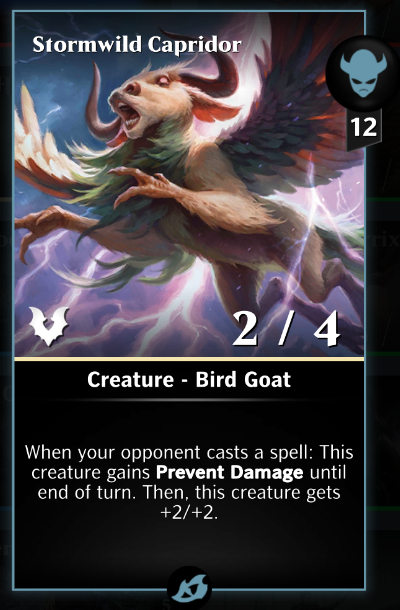 Stormwild Capridor
12
2 / 4
Creature - Bird Goat
When your opponent casts a spell: This
creature gains Prevent Damage until
end of turn. Then, this creature gets
+2/+2.